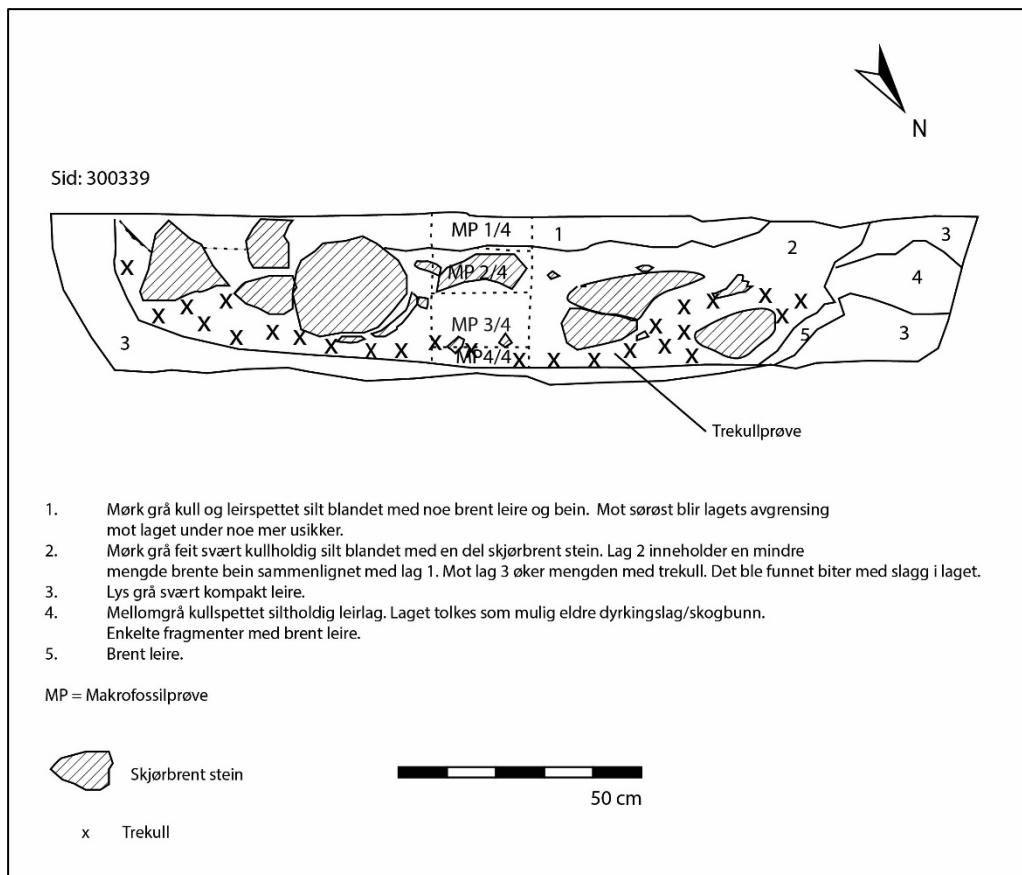 N
Sid: 300339
MP 1/4
1
2
3
MP 2/4
4
MP 3/4
3
5
3
MP4/4
Trekullprøve
1. Mørk grå kull og leirspettet silt blandet med noe brent leire og bein. Mot sørøst blir lagets avgrensing
mot laget under noe mer usikker.
2. Mørk grå feit svært kullholdig silt blandet med en del skjørbrent stein. Lag 2 inneholder en mindre
mengde brente bein sammenlignet med lag 1. Mot lag 3 øker mengden med trekull. Det ble funnet biter med slagg i laget.
3. Lys grå svært kompakt leire.
4. Mellomgrå kullspettet siltholdig leirlag. Laget tolkes som mulig eldre dyrkingslag/skogbunn.
Enkelte fragmenter med brent leire.
5. Brent leire.
MP = Makrofossilprøve
Skjørbrent stein
50 cm
x Trekull